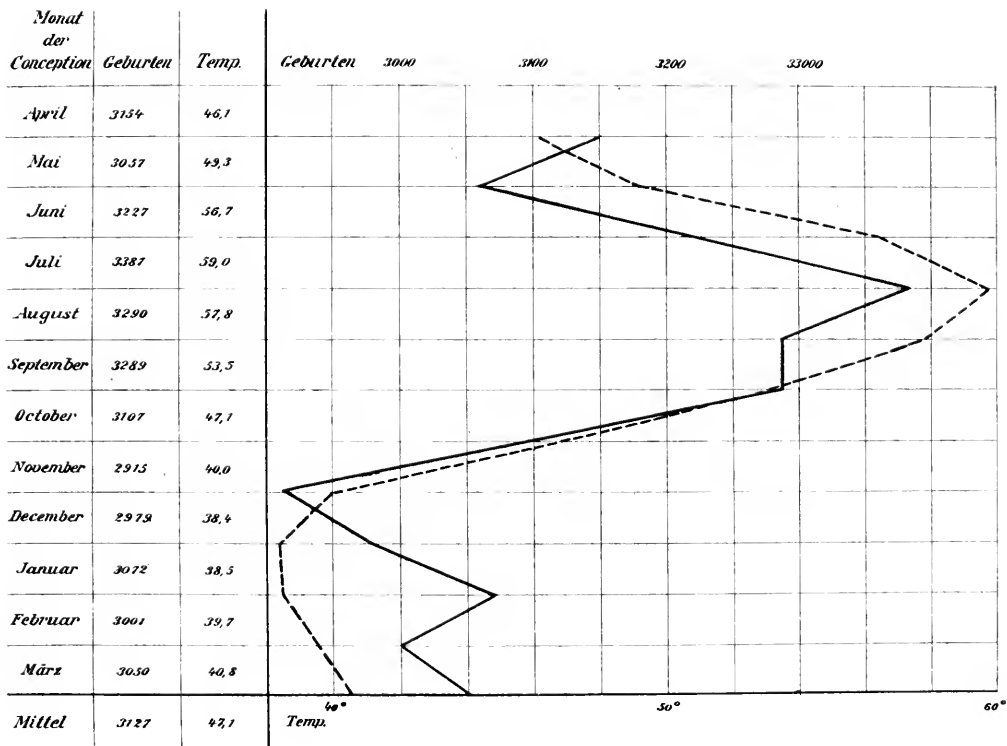 Monat
der
Conception Geburten Temp. Geburten 3000 3100 3200 33000
April 3154 46,1
Mai 3057 49,3
Juni 3227 56,7
Juli 3387 59,0
August 3290 57,8
September 3289 53,5
October 3107 47,1
November 2915 40,0
December 2979 38,4
Januar 3072 38,5
Februar 3001 39,7
März 3050 40,8
40° 50° 60°
Mittel 3127 47,1 Temp.